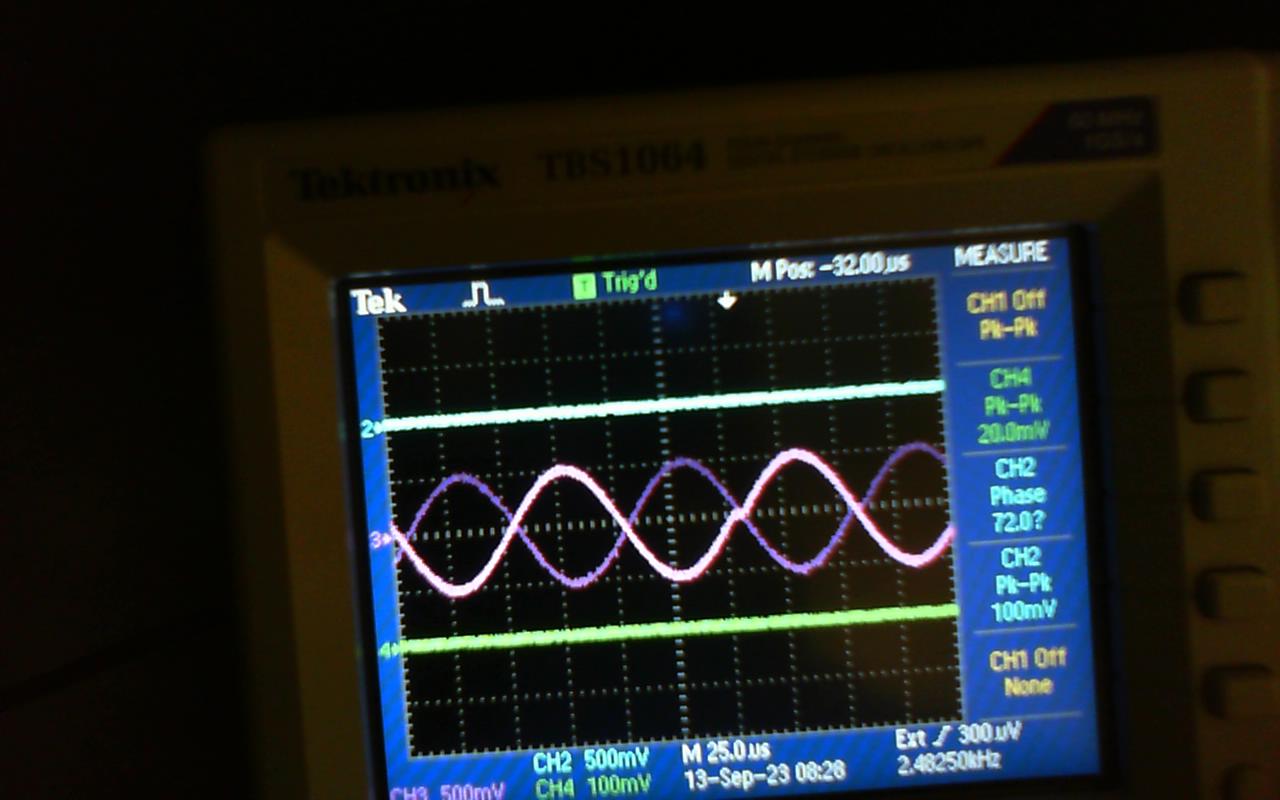 Tektronix TBS1064
Tek Trig'd M Pos: -32.00µs MEASURE
CH1 Off
Pk-Pk
CH4
Pk-Pk
20.0mV
CH2
Phase
72.0?
CH2
Pk-Pk
100mV
CH1 Off
None
2
3
4
CH2 500mV M 25.0µs Ext 300µV
CH3 500mV CH4 100mV 13-Sep-23 08:28 2.48250kHz